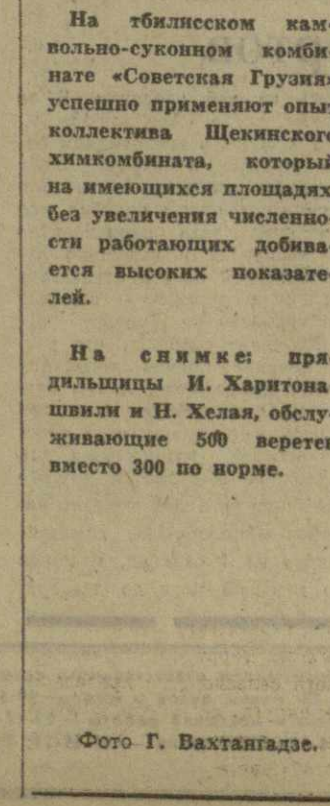 На тбилисском кам-
вольно-суконном комби-
нате «Советская Грузия»
успешно применяют опыт
коллектива Щекинского
химкомбината, который
на имеющихся площадях,
без увеличения численно-
сти работающих добива-
ется высоких показате-
лей.
На снимке: пря-
дильщицы И. Харитона-
швили и Н. Хелая, обслу-
живающие 500 веретен
вместо 300 по норме.
Фото Г. Вахтангадзе.